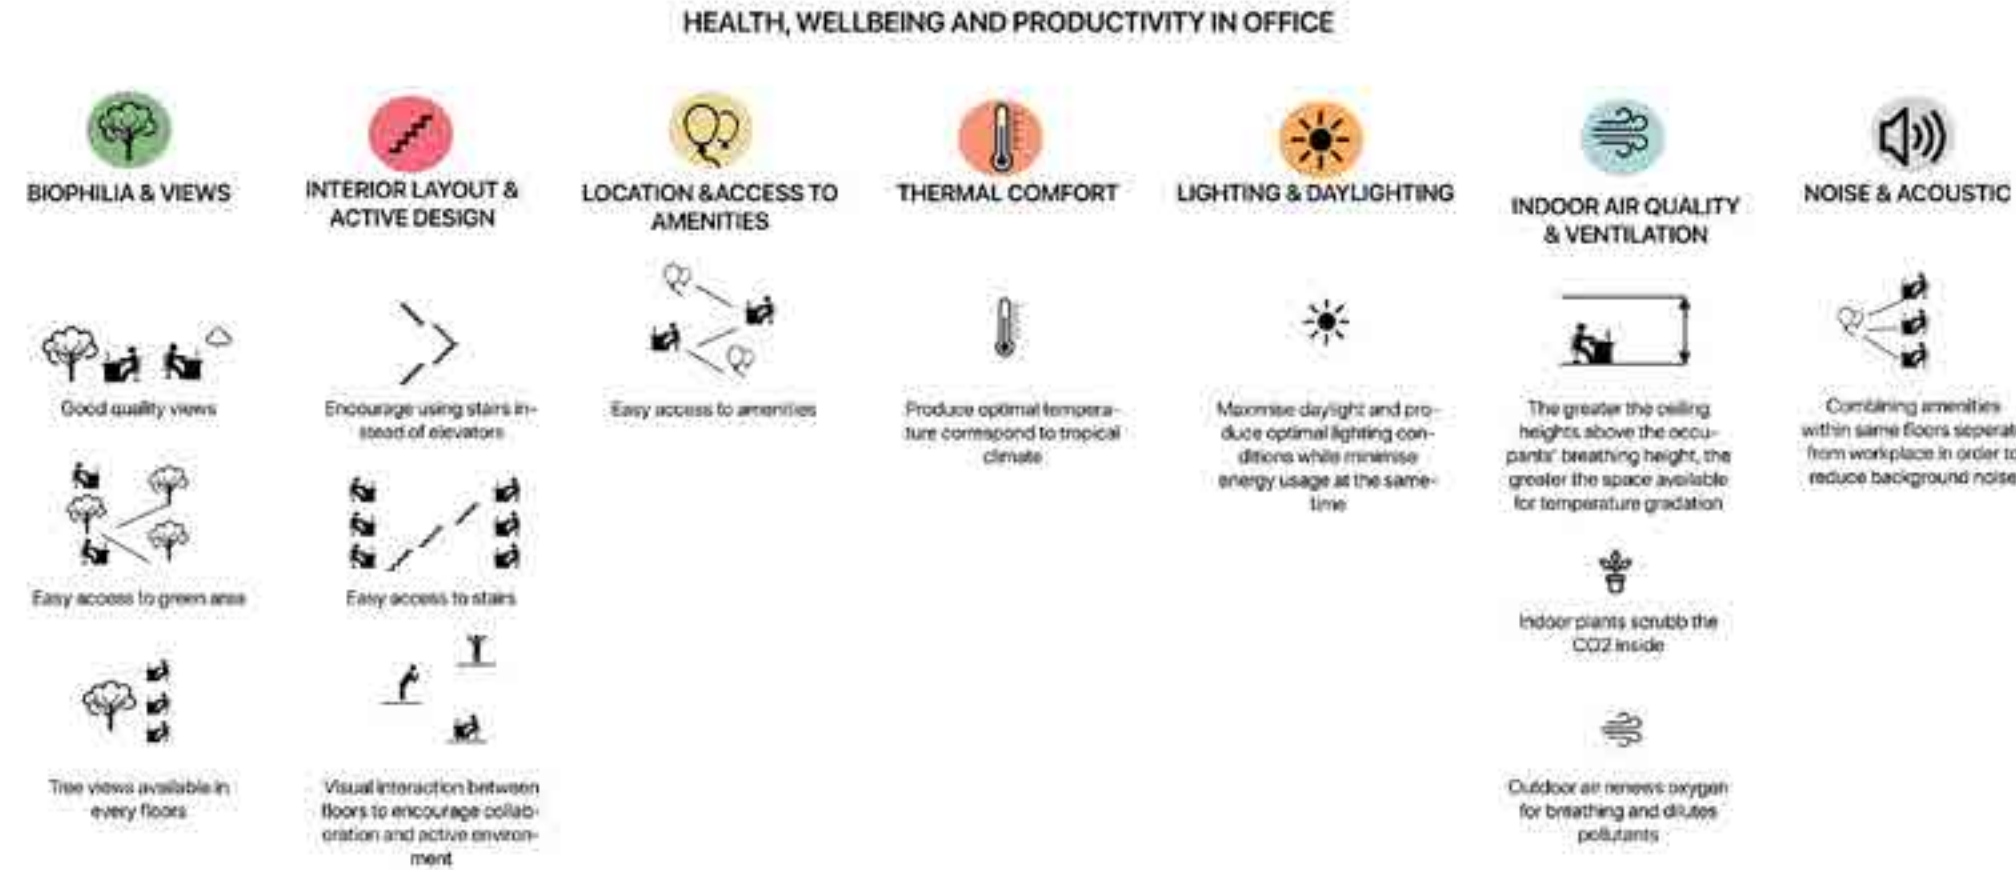 HEALTH, WELLBEING AND PRODUCTIVITY IN OFFICE
BIOPHILIA & VIEWS
Good quality views
Easy access to green area
Tree views available in
every floors
INTERIOR LAYOUT &
ACTIVE DESIGN
Encourage using stairs in-
stead of elevators
Easy access to stairs
Visual interaction between
floors to encourage collab-
oration and active environ-
ment
LOCATION &ACCESS TO
AMENITIES
Easy access to amenities
THERMAL COMFORT
Produce optimal tempera-
ture correspond to tropical
climate
LIGHTING & DAYLIGHTING
Maximise daylight and pro-
duce optimal lighting con-
ditions while minimise
energy usage at the same-
time
INDOOR AIR QUALITY
& VENTILATION
The greater the ceiling
heights above the occu-
pants' breathing height, the
greater the space available
for temperature gradation
Indoor plants scrubb the
CO2 inside
Outdoor air renews oxygen
for breathing and dilutes
pollutants
NOISE & ACOUSTIC
Combining amenities
within same floors seperat
from workplace in order to
reduce background noise